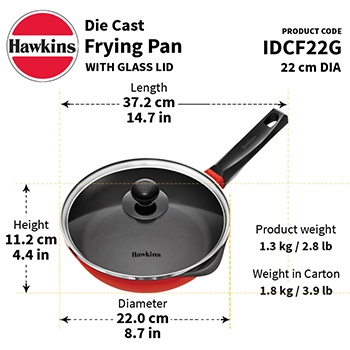 Hawkins
Die Cast
Frying Pan
WITH GLASS LID
PRODUCT CODE
IDCF22G
22 cm DIA
Length
37.2 cm
14.7 in
Height
11.2 cm
4.4 in
Hawkins
Product weight
1.3 kg / 2.8 lb
Weight in Carton
1.8 kg / 3.9 lb
Diameter
22.0 cm
8.7 in